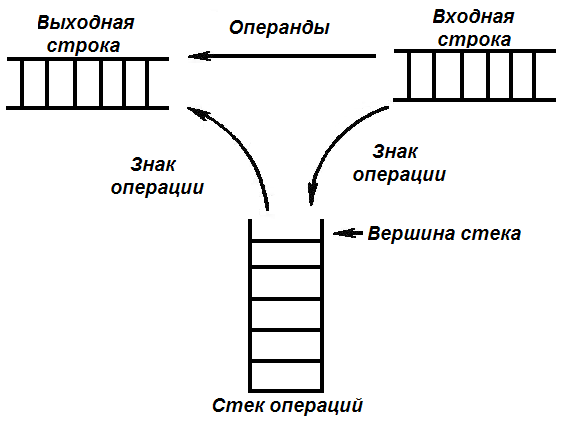 Выходная
строка
Операнды
Входная
строка
Знак
операции
Знак
операции
Вершина стека
Стек операций